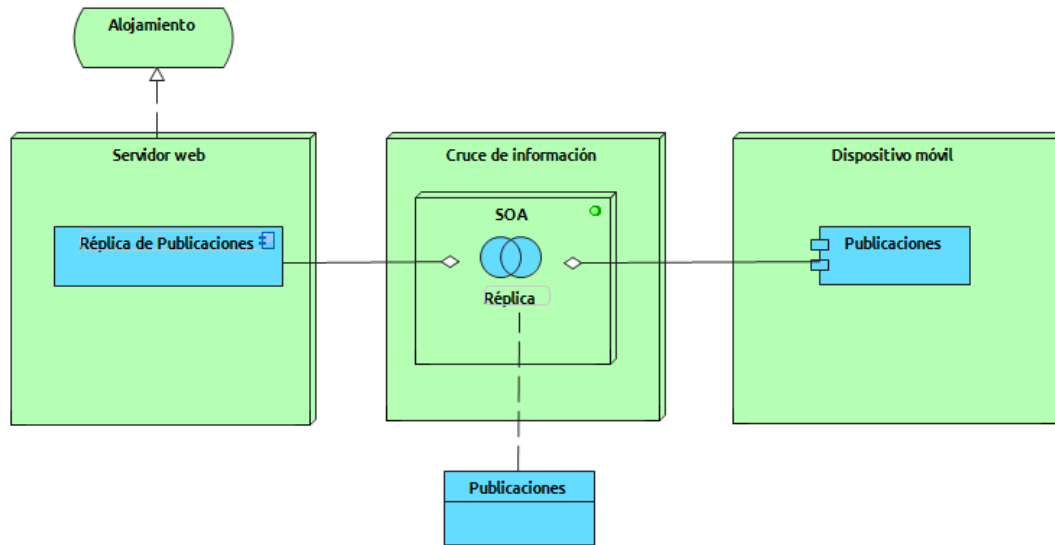 Alojamiento
Servidor web
Cruce de información
Dispositivo móvil
SOA
Réplica de Publicaciones
Publicaciones
Réplica
Publicaciones